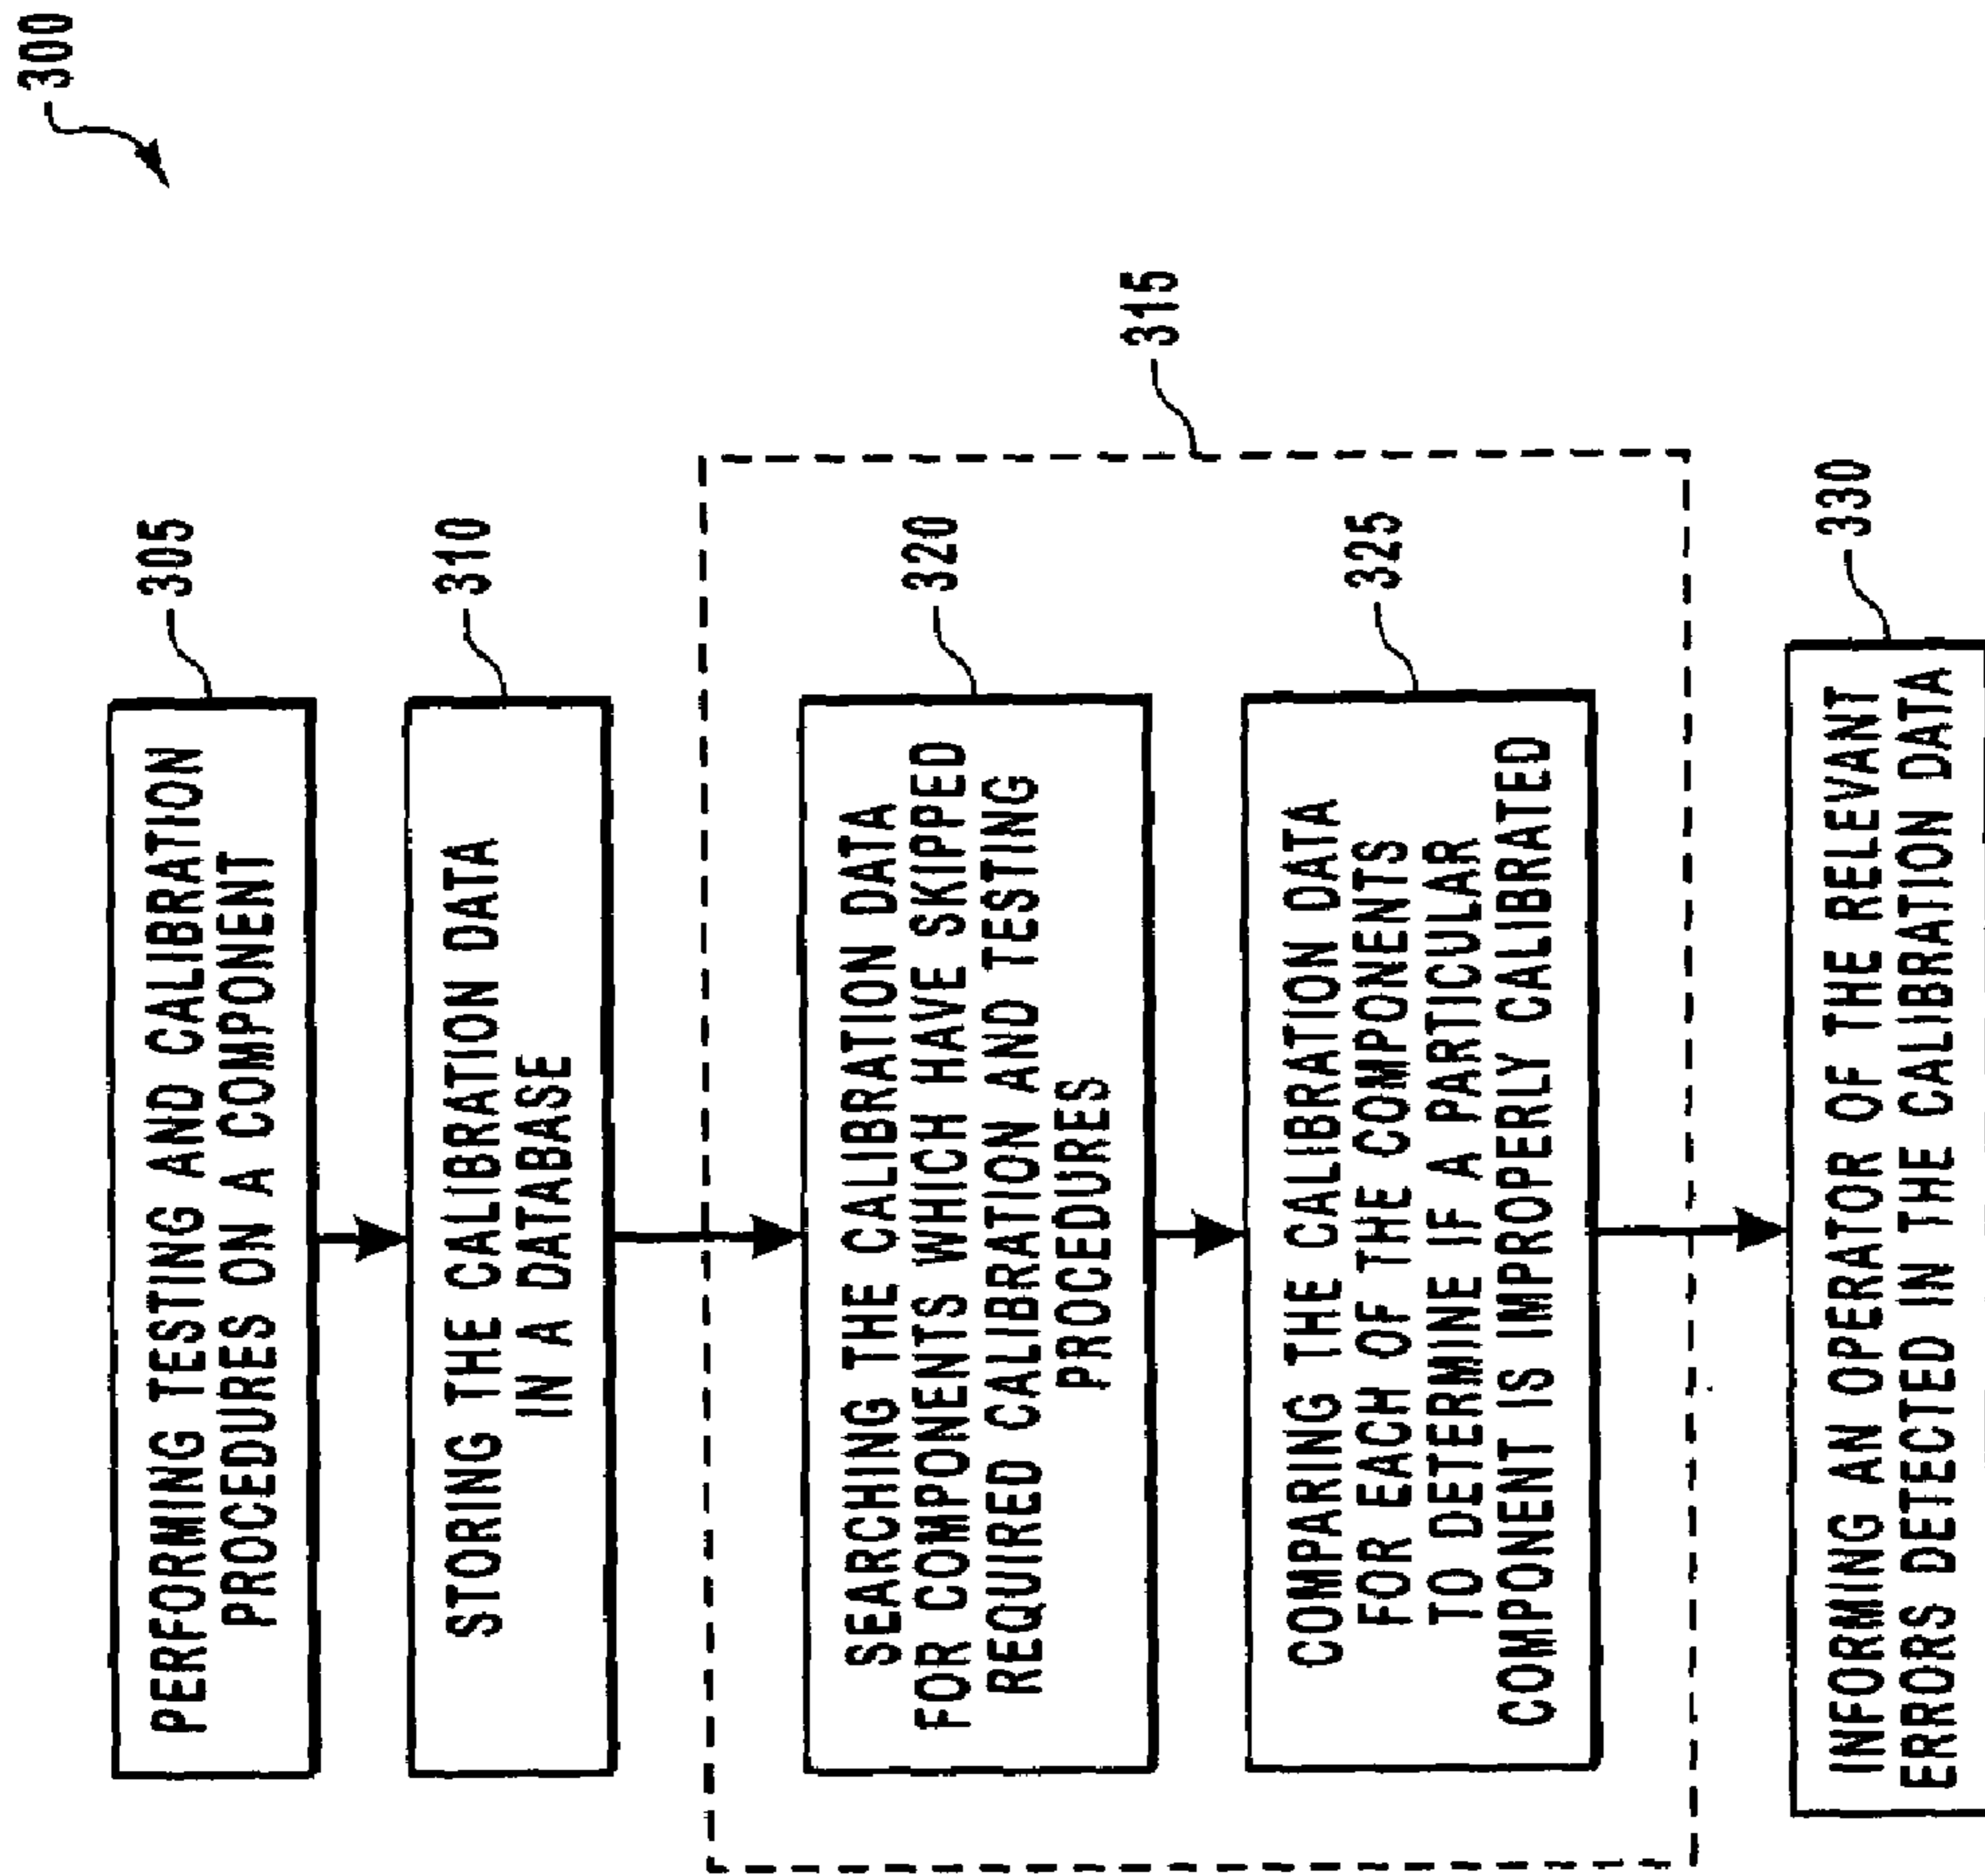 300
305
PERFORMING TESTING AND CALIBRATION
PROCEDURES ON A COMPONENT
310
STORING THE CALIBRATION DATA
IN A DATABASE
315
320
SEARCHING THE CALIBRATION DATA
FOR COMPONENTS WHICH HAVE SKIPPED
REQUIRED CALIBRATION AND TESTING
PROCEDURES
325
COMPARING THE CALIBRATION DATA
FOR EACH OF THE COMPONENTS
TO DETERMINE IF A PARTICULAR
COMPONENT IS IMPROPERLY CALIBRATED
330
INFORMING AN OPERATOR OF THE RELEVANT
ERRORS DETECTED IN THE CALIBRATION DATA